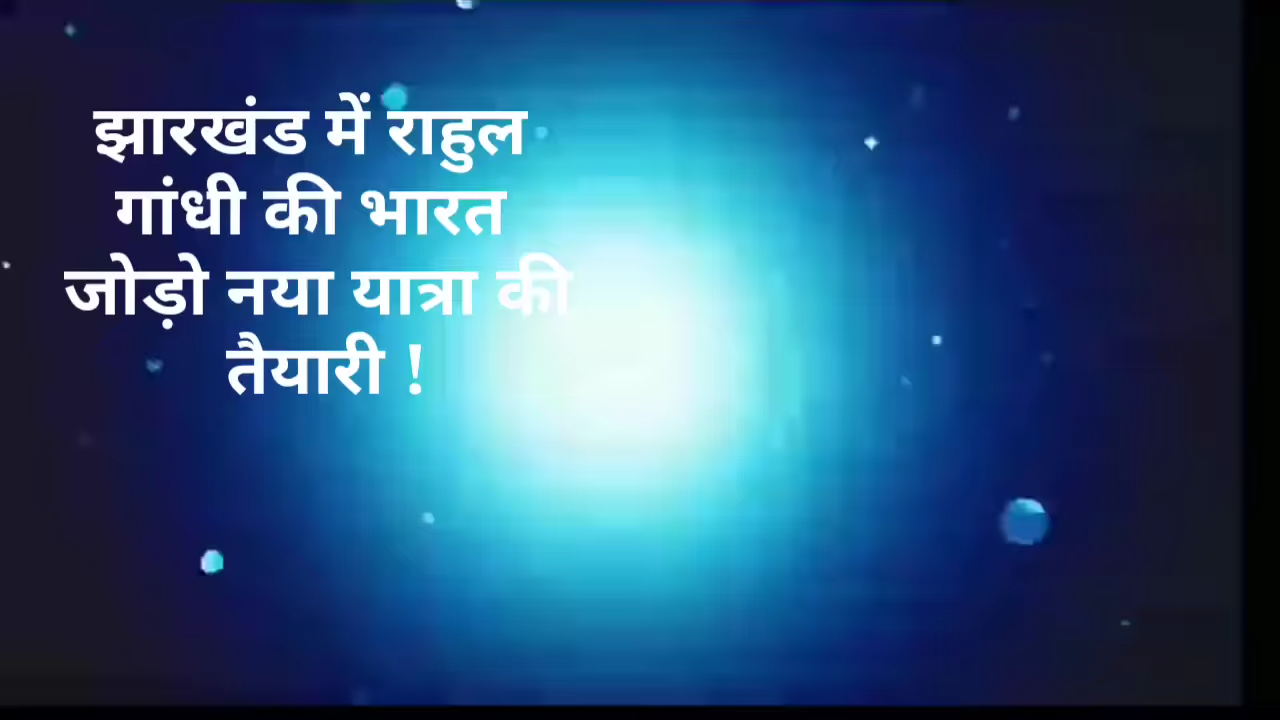 झारखंड में राहुल
गांधी की भारत
जोड़ो नया यात्रा की
तैयारी !